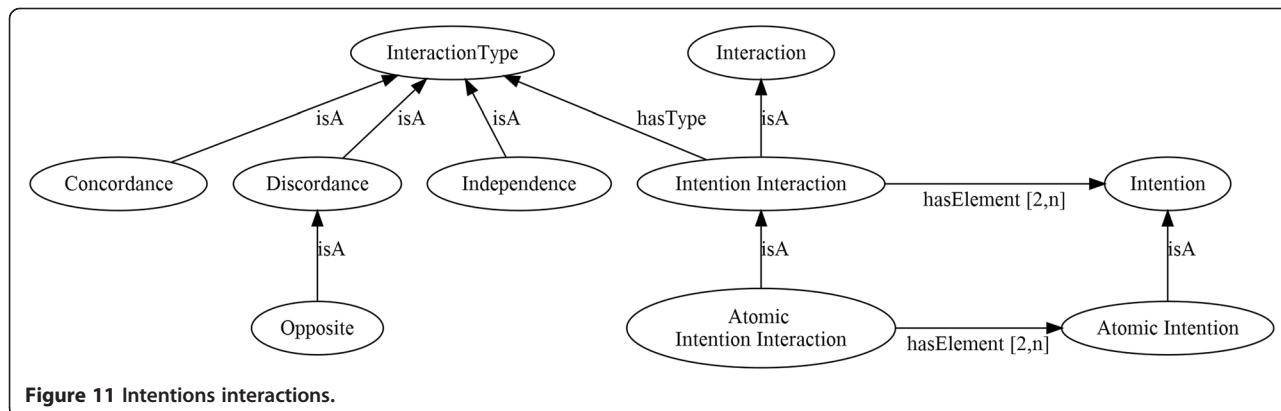 InteractionType
Interaction
isA
isA
isA
hasType
isA
Concordance
Discordance
Independence
Intention Interaction
hasElement [2,n]
Intention
isA
isA
isA
Opposite
Atomic
Intention Interaction
hasElement [2,n]
Atomic Intention
Figure 11 Intentions interactions.